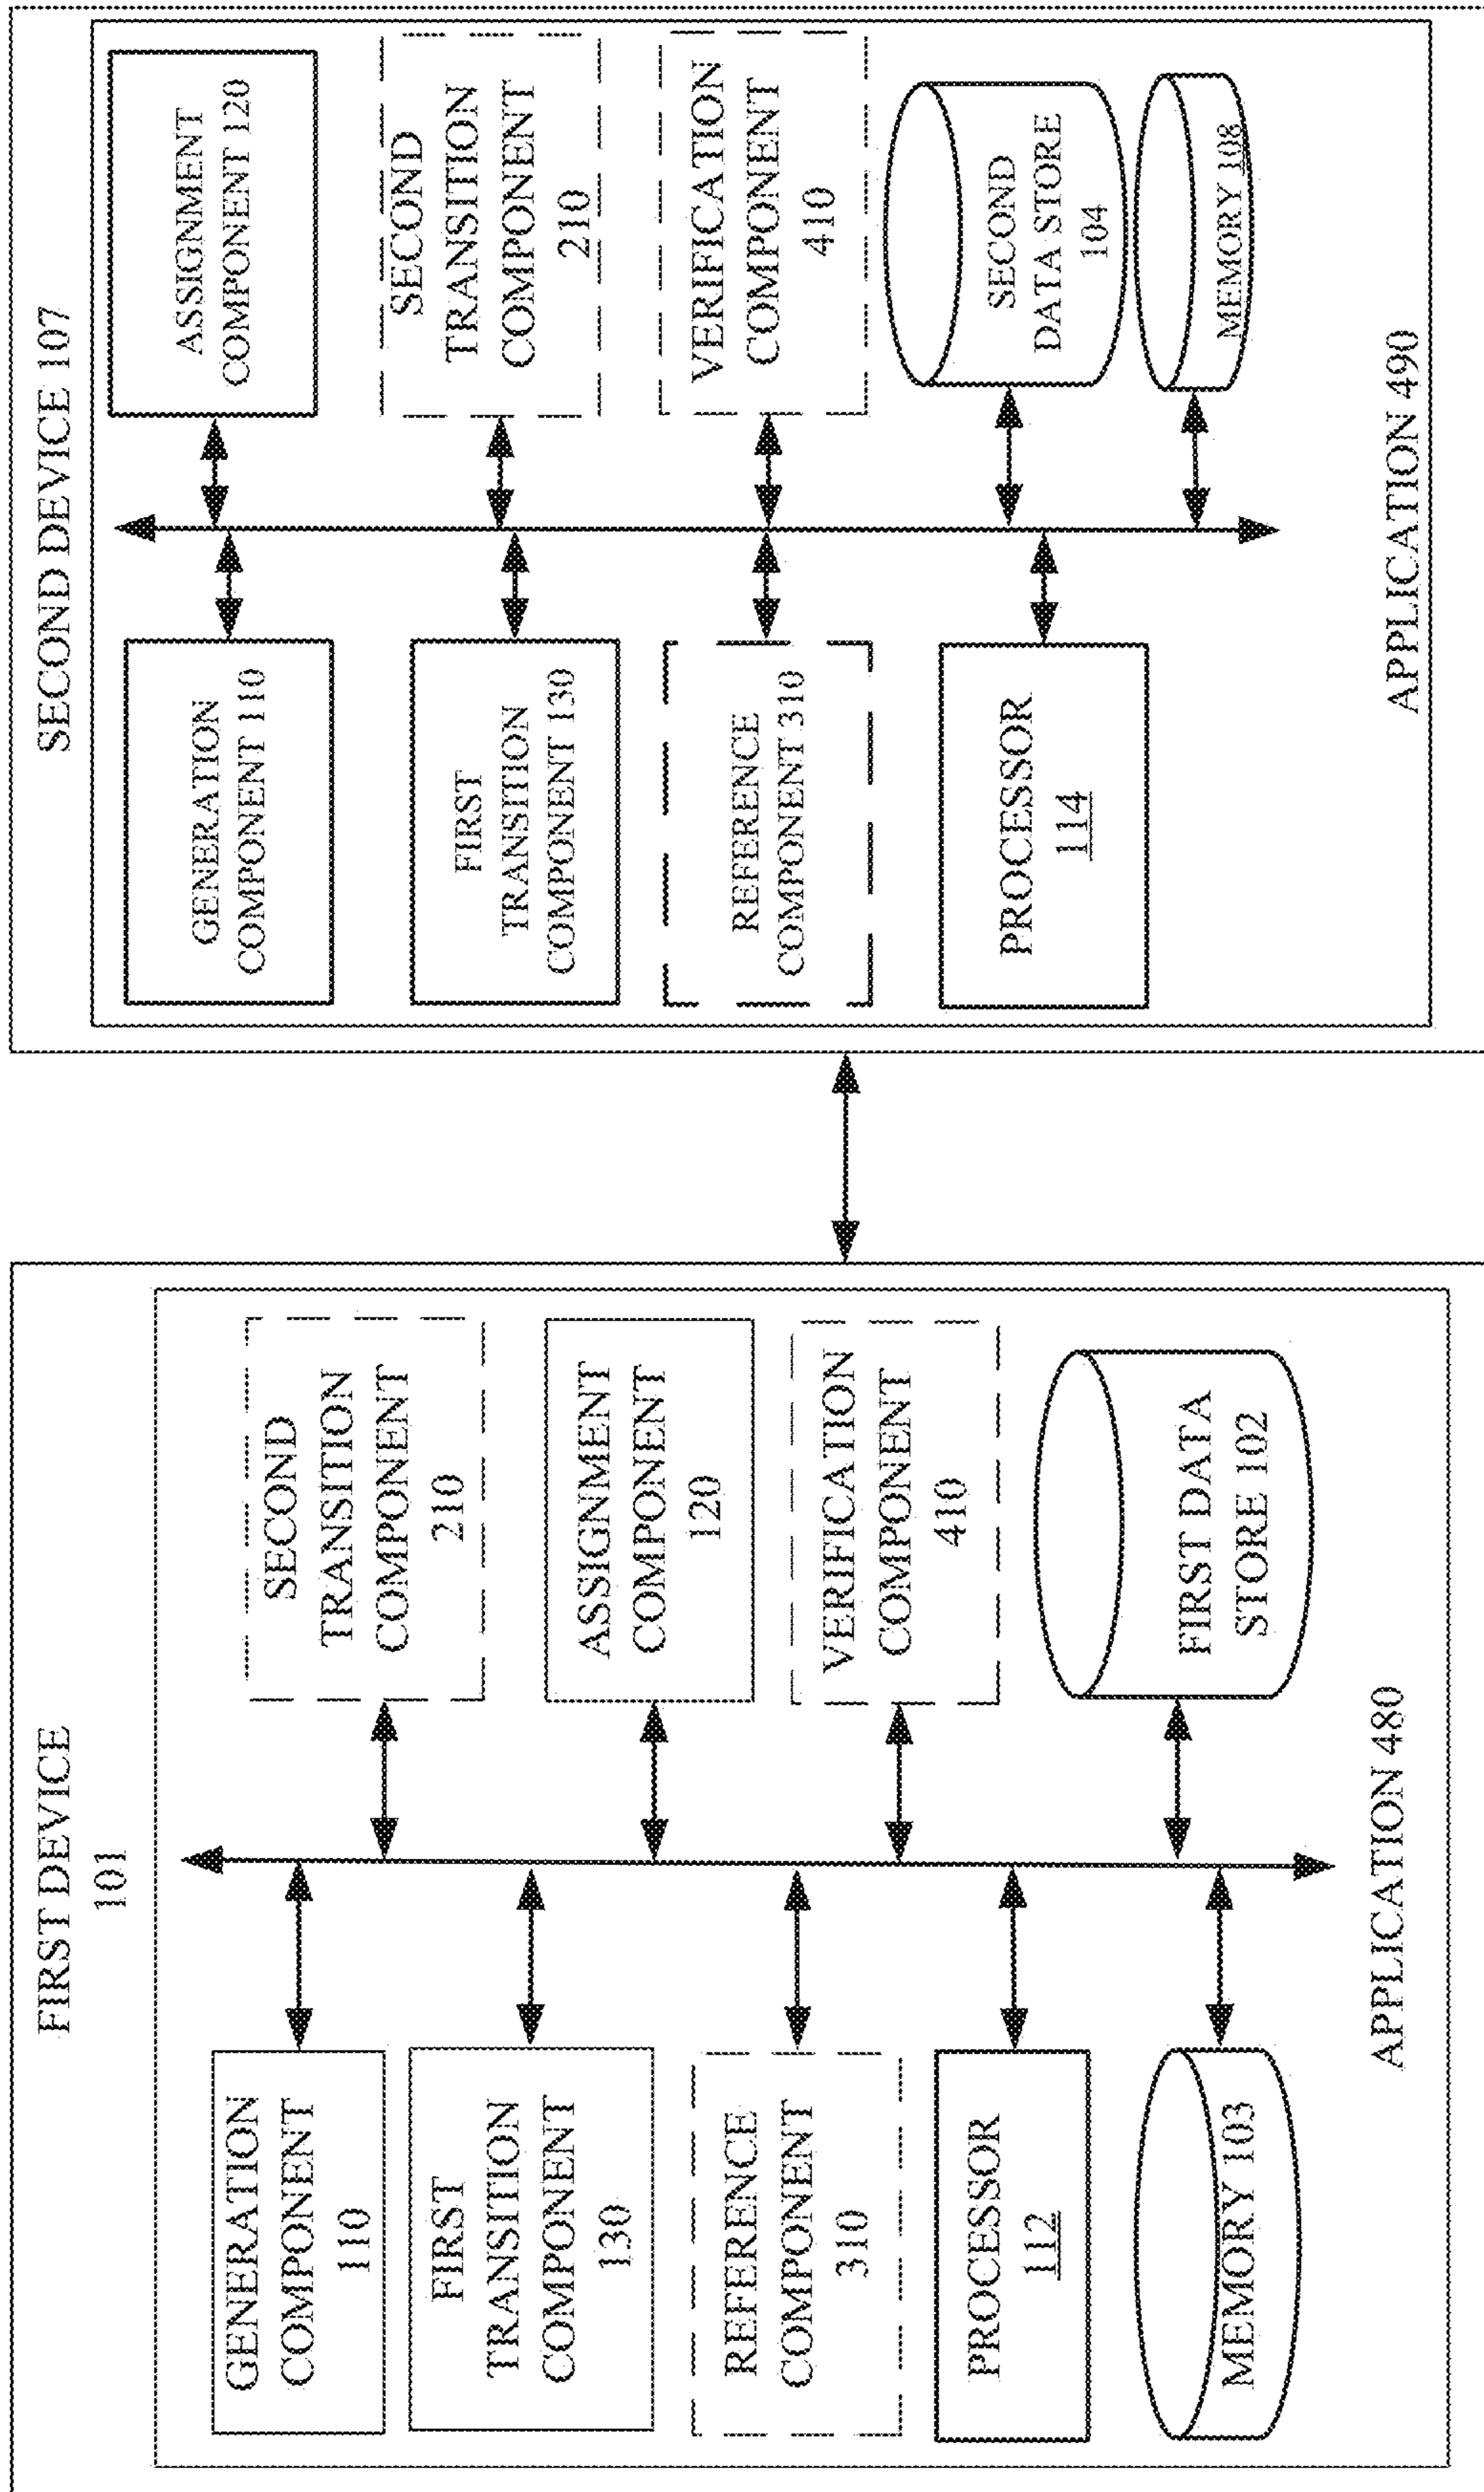 FIRST DEVICE
101
GENERATION
COMPONENT
110
SECOND
TRANSITION
COMPONENT
210
FIRST
TRANSITION
COMPONENT
130
ASSIGNMENT
COMPONENT
120
REFERENCE
COMPONENT
310
VERIFICATION
COMPONENT
410
PROCESSOR
112
FIRST DATA
STORE 102
MEMORY 103
APPLICATION 480
SECOND DEVICE 107
GENERATION
COMPONENT 110
ASSIGNMENT
COMPONENT 120
FIRST
TRANSITION
COMPONENT 130
SECOND
TRANSITION
COMPONENT
210
REFERENCE
COMPONENT 310
VERIFICATION
COMPONENT
410
PROCESSOR
114
SECOND
DATA STORE
104
MEMORY 108
APPLICATION 490